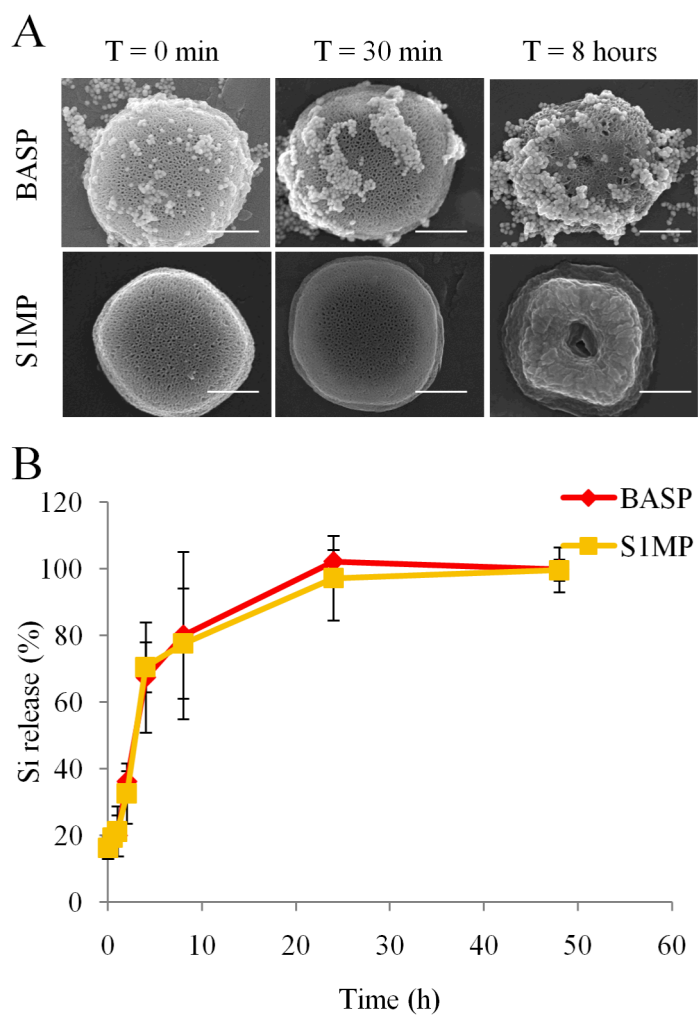 A
T = 0 min
T = 30 min
T = 8 hours
BASP
S1MP
B
120
100
80
60
40
20
0
Si release (%)
0
10
20
30
40
50
60
Time (h)
BASP
S1MP